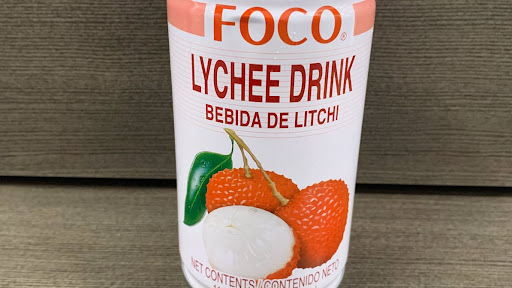 FOCO®
LYCHEE DRINK
BEBIDA DE LITCHI
NET CONTENTS / CONTENIDO NETO